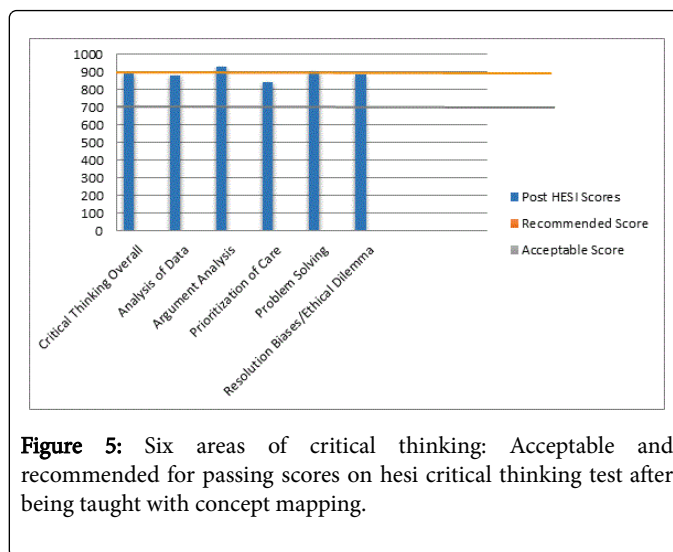 1000
900
800
700
600
500
400
300
200
100
0
Critical Thinking Overall
Analysis of Data
Argument Analysis
Prioritization of Care
Problem Solving
Resolution Biases/Ethical Dilemma
Post HESI Scores
Recommended Score
Acceptable Score
Figure 5: Six areas of critical thinking: Acceptable and
recommended for passing scores on hesi critical thinking test after
being taught with concept mapping.